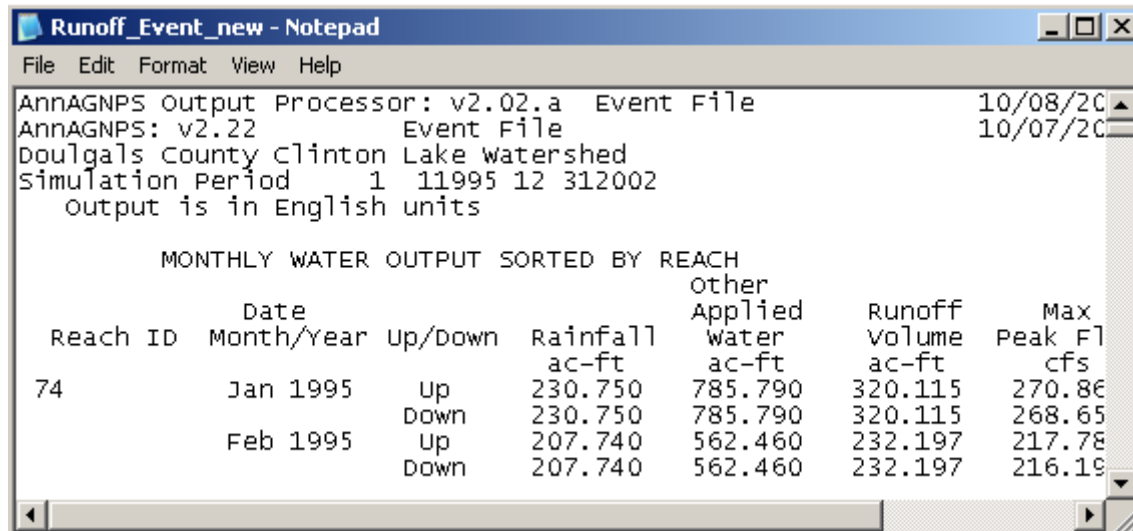 Runoff_Event_new - Notepad
File Edit Format View Help
AnnAGNPS Output Processor: v2.02.a Event File 10/08/20
AnnAGNPS: v2.22 Event File 10/07/20
Doulgals County Clinton Lake Watershed
Simulation Period 1 11995 12 312002
Output is in English units
MONTHLY WATER OUTPUT SORTED BY REACH
Other
Date Applied Runoff Max
Reach ID Month/Year Up/Down Rainfall Water Volume Peak Fl
ac-ft ac-ft ac-ft cfs
74 Jan 1995 Up 230.750 785.790 320.115 270.86
Down 230.750 785.790 320.115 268.65
Feb 1995 Up 207.740 562.460 232.197 217.78
Down 207.740 562.460 232.197 216.19